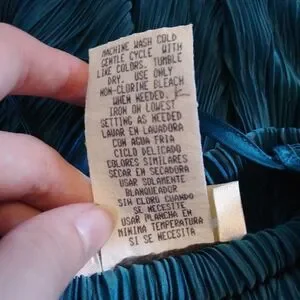 MACHINE WASH COLD
GENTLE CYCLE WITH
LIKE COLORS. TUMBLE
DRY. USE ONLY
NON-CLORINE BLEACH
WHEN NEEDED.
IRON ON LOWEST
SETTING AS NEEDED
LAVAR EN LAVADORA
CON AGUA FRIA
CICLO DELICADO
COLORES SIMILARES
SECAR EN SECADORA
USAR SOLAMENTE
BLANQUEADOR
SIN CLORO CUANDO
SE NECESITE
USAR PLANCHA EN
MINIMA TEMPERATURA
SI SE NECESITA